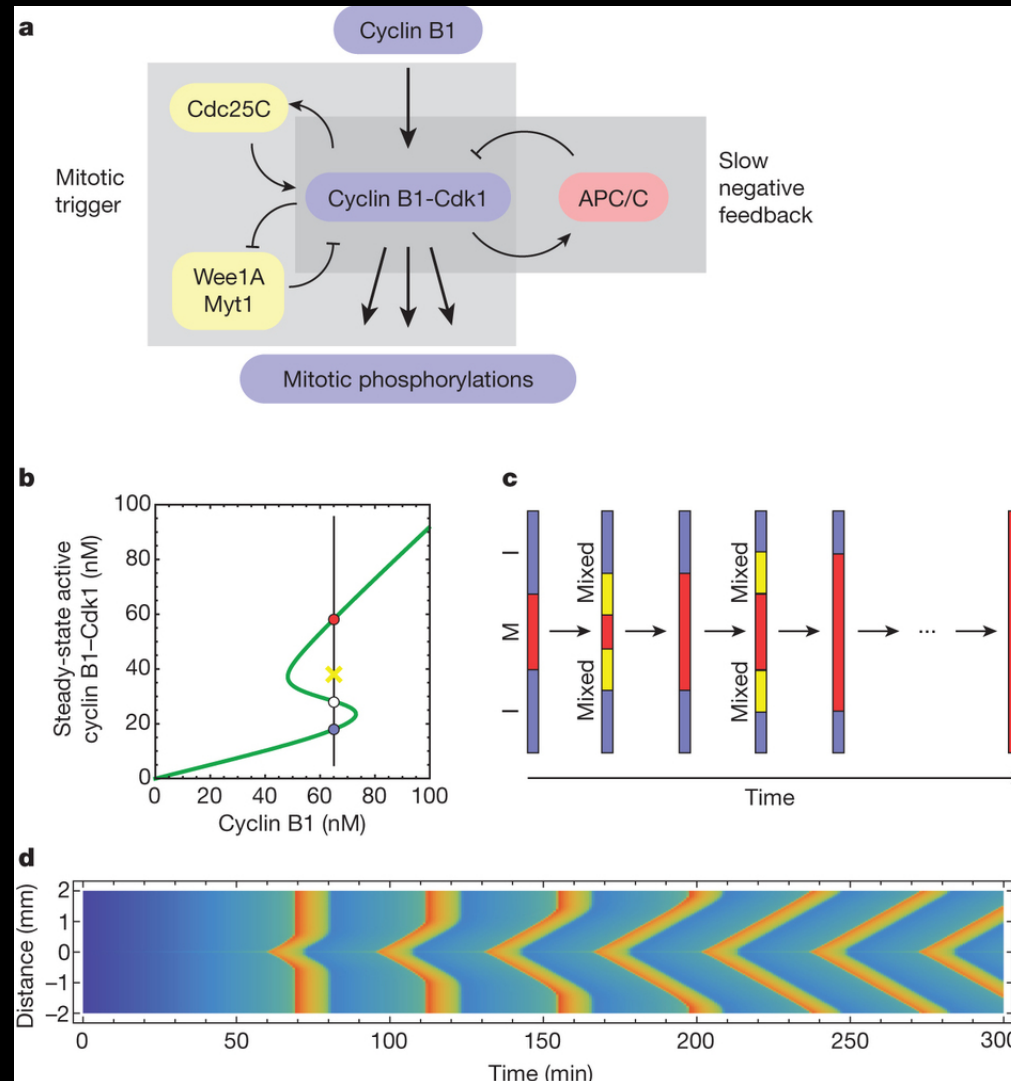 a
Cyclin B1
Cdc25C
Mitotic
trigger
Cyclin B1-Cdk1
APC/C
Slow
negative
feedback
Wee1A
Myt1
Mitotic phosphorylations
b
Steady-state active
cyclin B1–Cdk1 (nM)
100
80
60
40
20
0
0 20 40 60 80 100
Cyclin B1 (nM)
c
I
M
I
Mixed
Mixed
Mixed
Mixed
...
Time
d
Distance (mm)
2
1
0
−1
−2
0 50 100 150 200 250 300
Time (min)